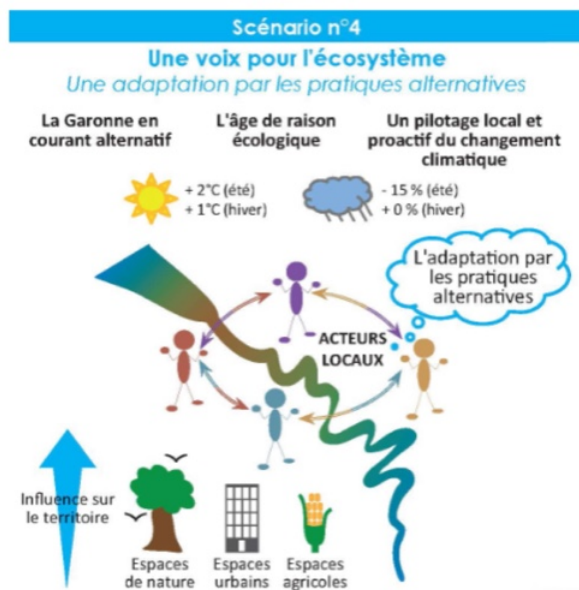 Scénario n°4
Une voix pour l'écosystème
Une adaptation par les pratiques alternatives
La Garonne en
courant alternatif
L'âge de raison
écologique
Un pilotage local et
proactif du changement
climatique
+ 2°C (été)
+ 1°C (hiver)
- 15 % (été)
+ 0 % (hiver)
L'adaptation par
les pratiques
alternatives
ACTEURS
LOCAUX
Influence sur
le territoire
Espaces
de nature
Espaces
urbains
Espaces
agricoles